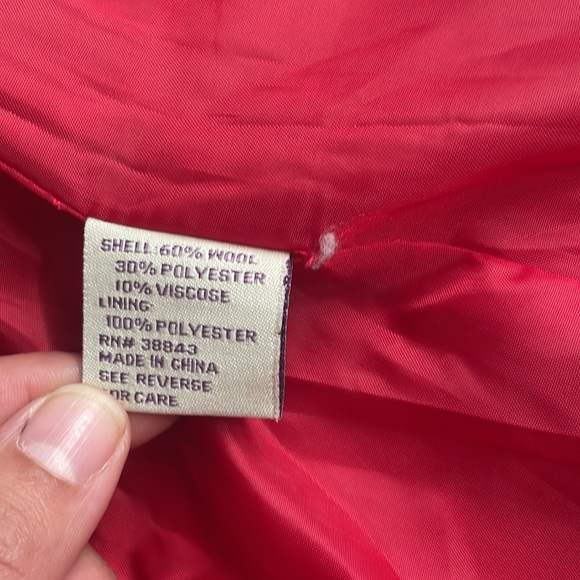 SHELL:60% WOOL
30% POLYESTER
10% VISCOSE
LINING:
100% POLYESTER
RN# 38843
MADE IN CHINA
SEE REVERSE
FOR CARE